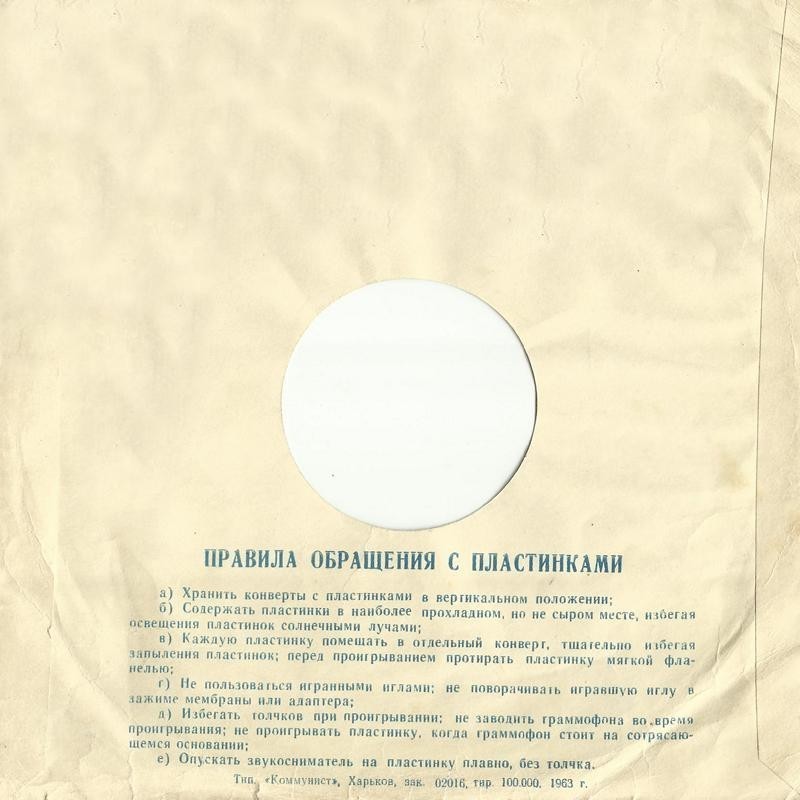 ПРАВИЛА ОБРАЩЕНИЯ С ПЛАСТИНКАМИ
а) Хранить конверты с пластинками в вертикальном положении;
б) Содержать пластинки в наиболее прохладном, но не сыром месте, избегая
освещения пластинок солнечными лучами;
в) Каждую пластинку помещать в отдельный конверт, тщательно избегая
запыления пластинок; перед проигрыванием протирать пластинку мягкой фла-
нелью;
г) Не пользоваться игранными иглами; не поворачивать игравшую иглу в
зажиме мембраны или адаптера;
д) Избегать толчков при проигрывании; не заводить граммофона во время
проигрывания; не проигрывать пластинку, когда граммофон стоит на сотрясаю-
щемся основании;
е) Опускать звукосниматель на пластинку плавно, без толчка.
Тип. «Коммунист», Харьков, зак. 02016, тир. 100.000. 1963 г.